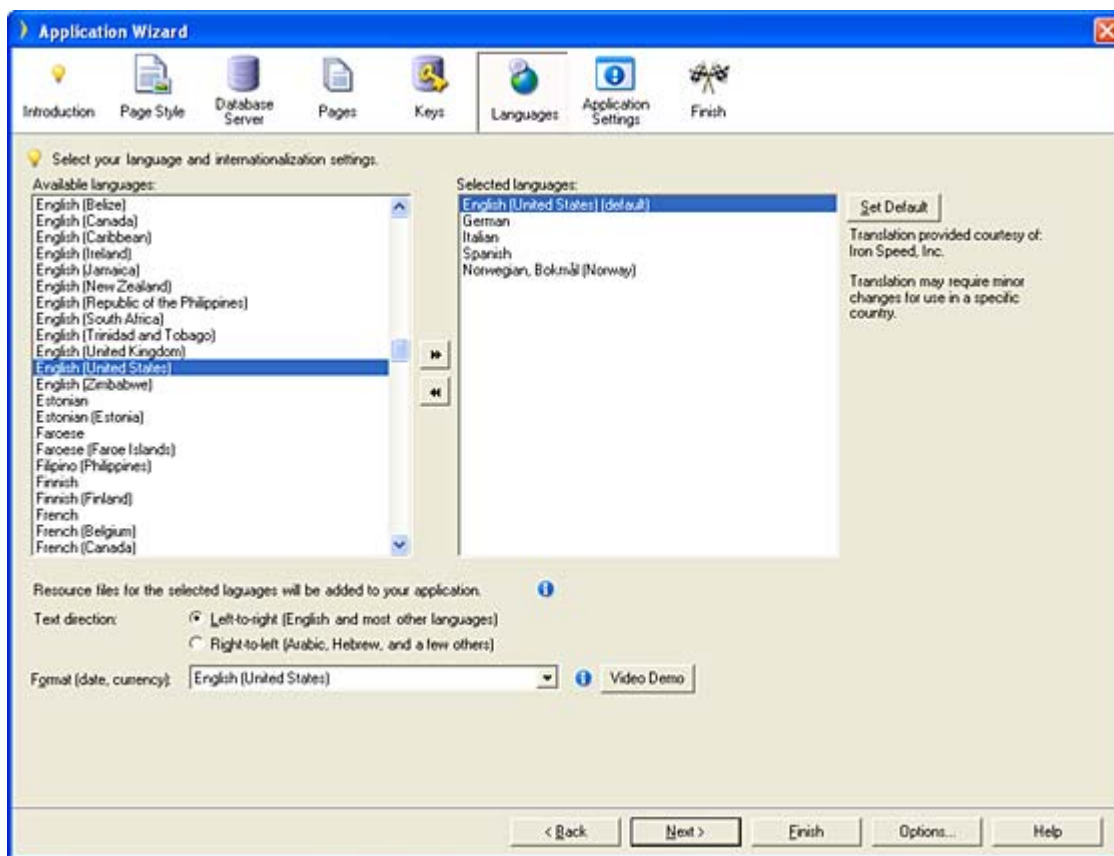 Application Wizard
Introduction
Page Style
Database
Server
Pages
Keys
Languages
Application
Settings
Finish
Select your language and internationalization settings.
Available languages:
English (Belize)
English (Canada)
English (Caribbean)
English (Ireland)
English (Jamaica)
English (New Zealand)
English (Republic of the Philippines)
English (South Africa)
English (Trinidad and Tobago)
English (United Kingdom)
English (United States)
English (Zimbabwe)
Estonian
Estonian (Estonia)
Faroese
Faroese (Faroe Islands)
Filipino (Philippines)
Finnish
Finnish (Finland)
French
French (Belgium)
French (Canada)
Selected languages:
English (United States) (default)
German
Italian
Spanish
Norwegian, Bokmål (Norway)
Set Default
Translation provided courtesy of:
Iron Speed, Inc.
Translation may require minor
changes for use in a specific
country.
Resource files for the selected laguages will be added to your application.
Text direction:
Left-to-right (English and most other languages)
Right-to-left (Arabic, Hebrew, and a few others)
Format (date, currency): English (United States) Video Demo
< Back Next > Finish Options... Help